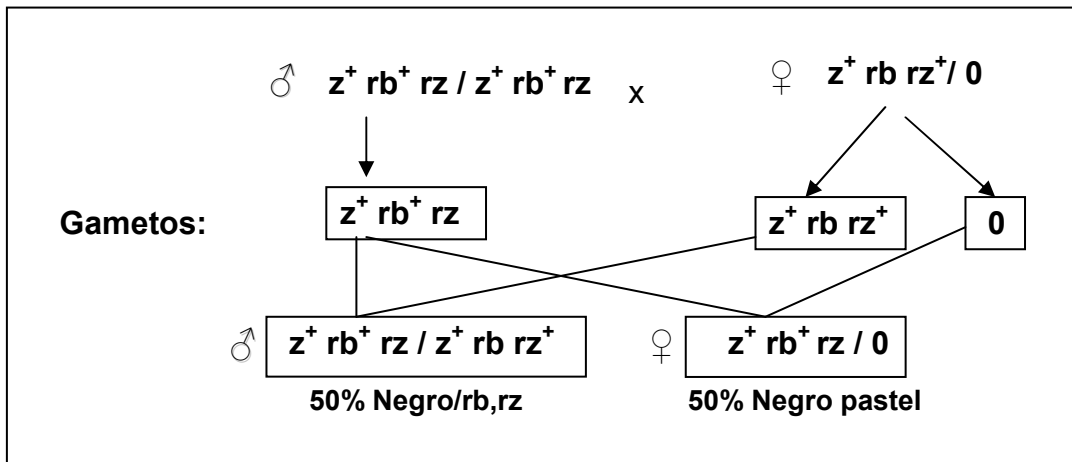 ♂ z⁺ rb⁺ rz / z⁺ rb⁺ rz x ♀ z⁺ rb rz⁺/ 0
Gametos: z⁺ rb⁺ rz z⁺ rb rz⁺ 0
♂ z⁺ rb⁺ rz / z⁺ rb rz⁺ ♀ z⁺ rb⁺ rz / 0
50% Negro/rb,rz 50% Negro pastel